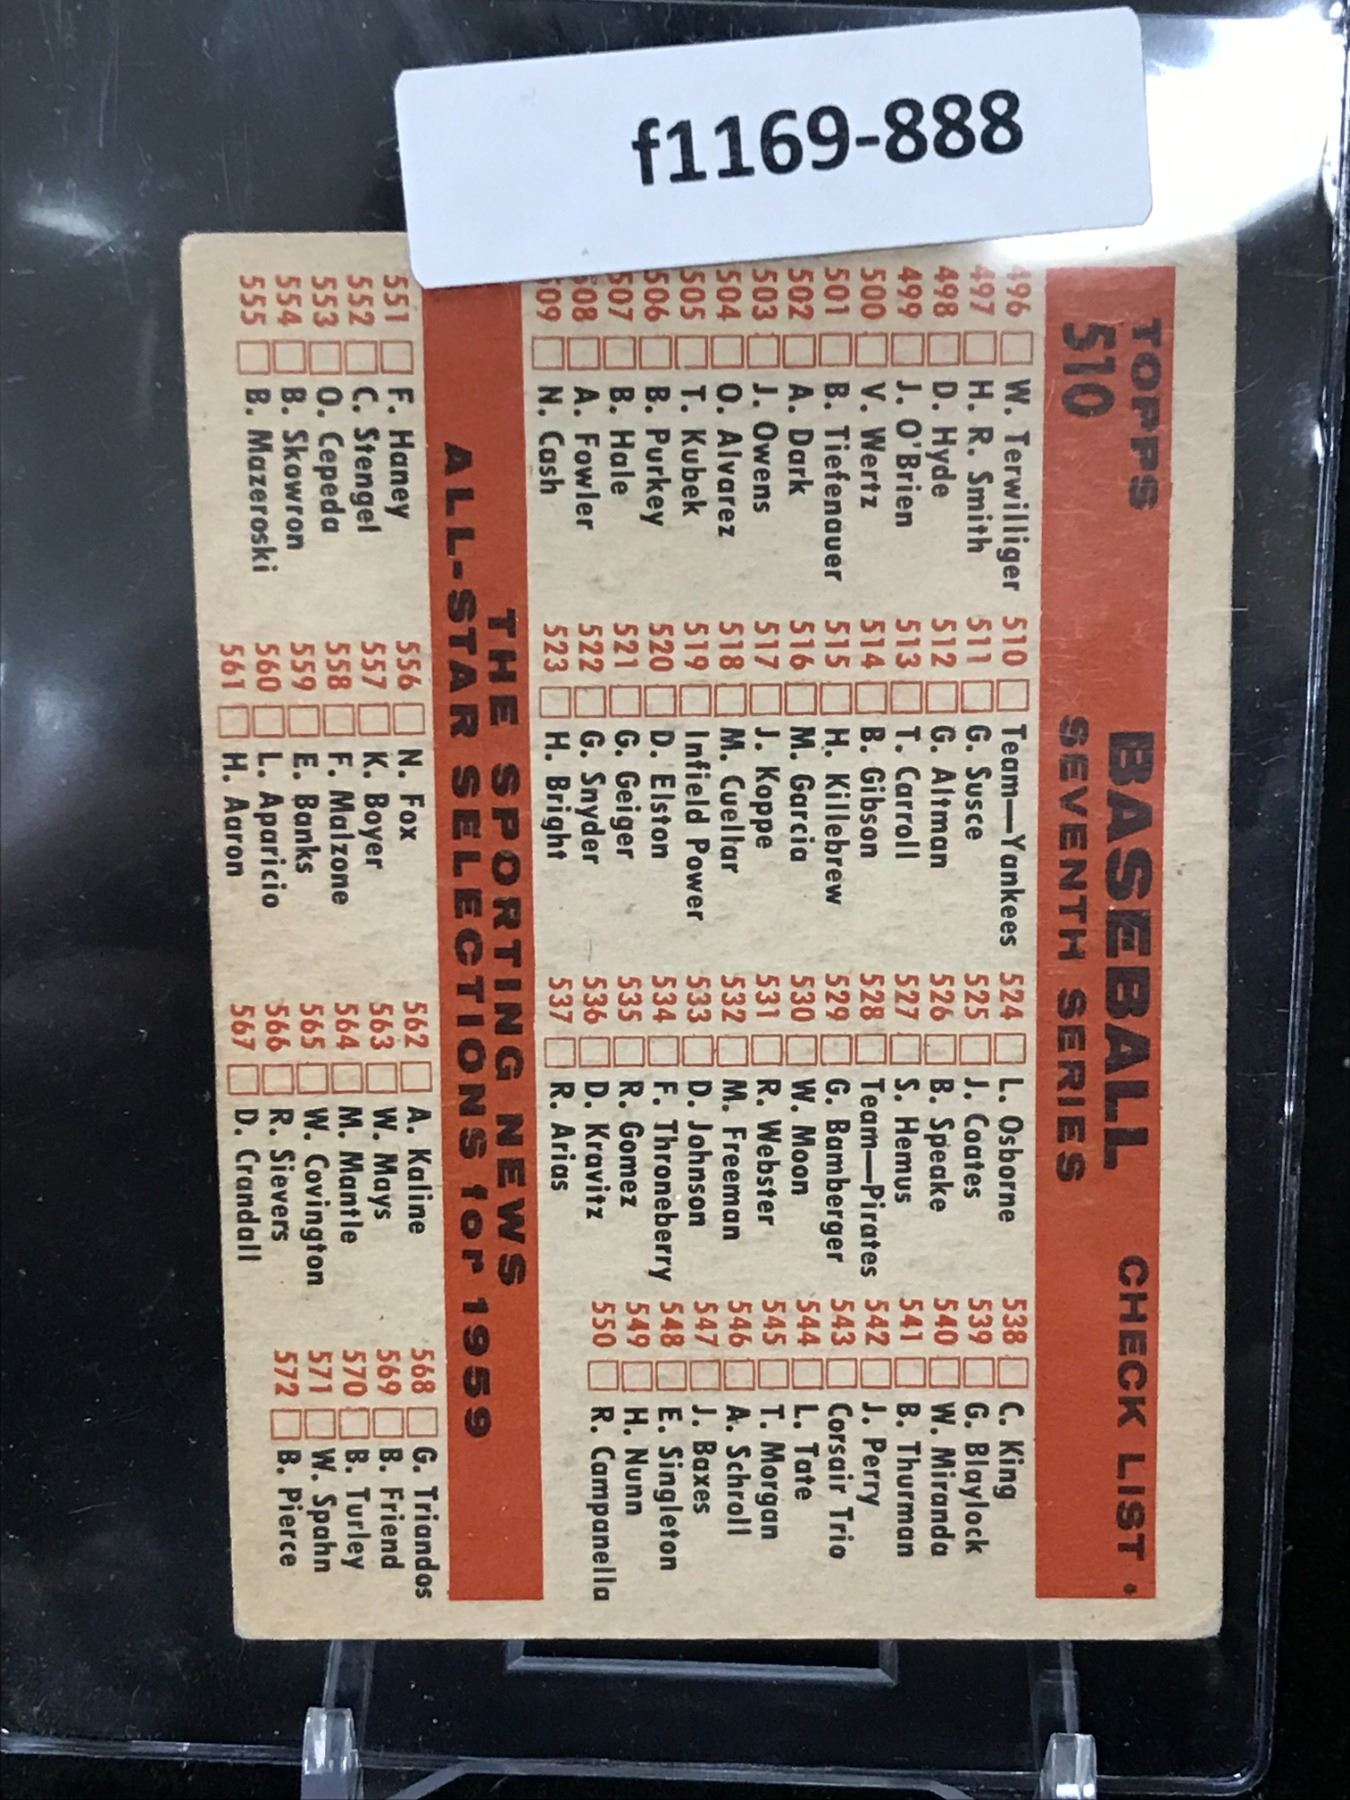 f1169-888
TOPPS BASEBALL CHECK LIST
510 SEVENTH SERIES
496 W. Terwilliger 510 Team—Yankees 524 L. Osborne 538 C. King
497 H. R. Smith 511 G. Susce 525 J. Coates 539 G. Blaylock
498 D. Hyde 512 G. Altman 526 B. Speake 540 W. Miranda
499 J. O'Brien 513 T. Carroll 527 S. Hemus 541 B. Thurman
500 V. Wertz 514 B. Gibson 528 Team—Pirates 542 J. Perry
501 B. Tiefenauer 515 H. Killebrew 529 G. Bamberger 543 Corsair Trio
502 A. Dark 516 M. Garcia 530 W. Moon 544 L. Tate
503 J. Owens 517 J. Koppe 531 R. Webster 545 T. Morgan
504 O. Alvarez 518 M. Cuellar 532 M. Freeman 546 A. Schroll
505 T. Kubek 519 Infield Power 533 D. Johnson 547 J. Baxes
506 B. Purkey 520 D. Elston 534 F. Throneberry 548 E. Singleton
507 B. Hale 521 G. Geiger 535 R. Gomez 549 H. Nunn
508 A. Fowler 522 G. Snyder 536 D. Kravitz 550 R. Campanella
509 N. Cash 523 H. Bright 537 R. Arias
THE SPORTING NEWS
ALL-STAR SELECTIONS for 1959
551 F. Haney 556 N. Fox 562 A. Kaline 568 G. Triandos
552 C. Stengel 557 K. Boyer 563 W. Mays 569 B. Friend
553 O. Cepeda 558 F. Malzone 564 M. Mantle 570 B. Turley
554 B. Skowron 559 E. Banks 565 W. Covington 571 W. Spahn
555 B. Mazeroski 560 L. Aparicio 566 R. Sievers 572 B. Pierce
561 H. Aaron 567 D. Crandall